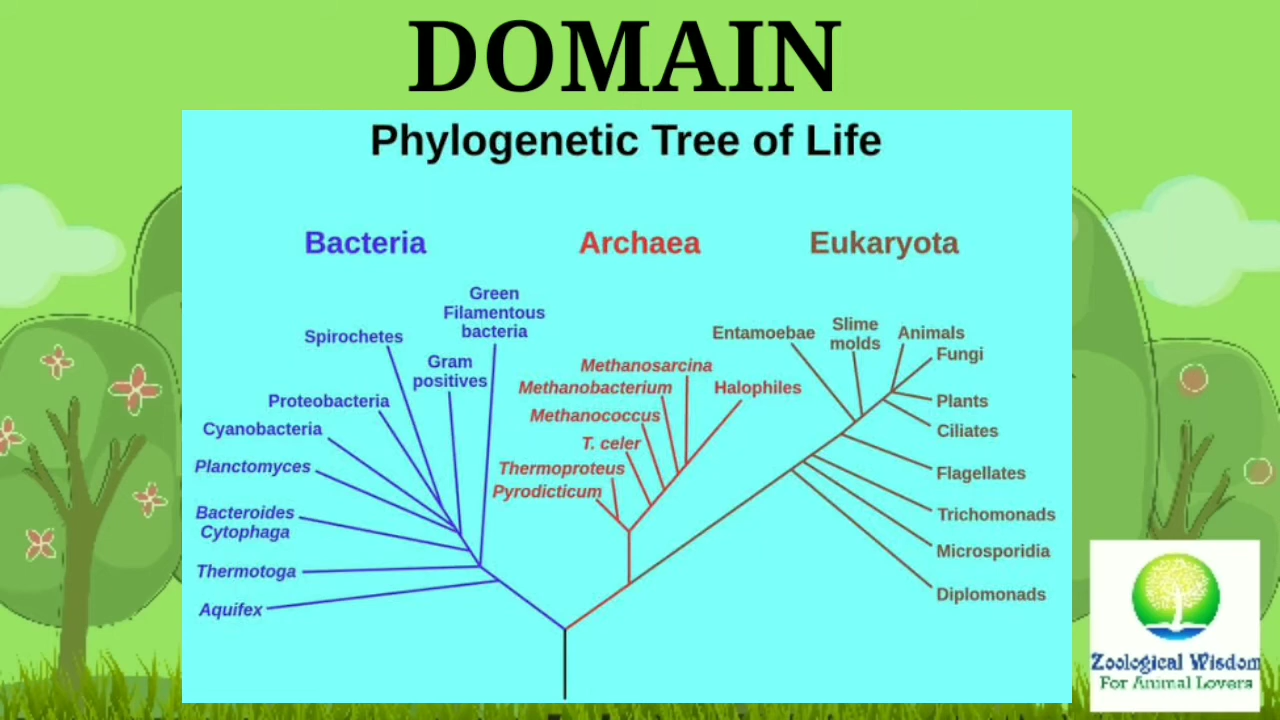 DOMAIN
Phylogenetic Tree of Life
Bacteria
Archaea
Eukaryota
Green
Filamentous
bacteria
Spirochetes
Gram
positives
Proteobacteria
Cyanobacteria
Planctomyces
Bacteroides
Cytophaga
Thermotoga
Aquifex
Methanosarcina
Methanobacterium
Halophiles
Methanococcus
T. celer
Thermoproteus
Pyrodicticum
Entamoebae
Slime
molds
Animals
Fungi
Plants
Ciliates
Flagellates
Trichomonads
Microsporidia
Diplomonads
Zoological Wisdom
For Animal Lovers